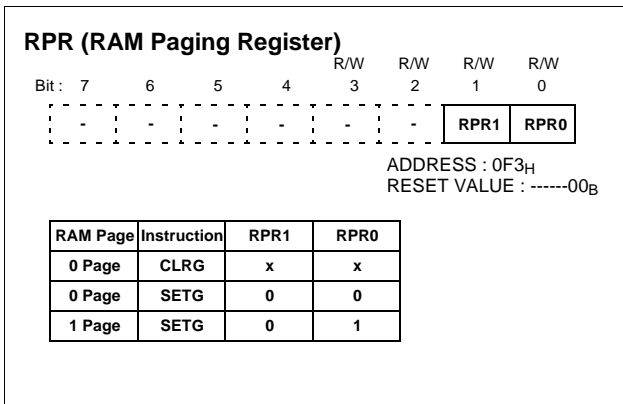 RPR (RAM Paging Register)
R/W R/W R/W R/W
Bit : 7 6 5 4 3 2 1 0
- - - - - - RPR1 RPR0
ADDRESS : 0F3H
RESET VALUE : ------00B
RAM Page Instruction RPR1 RPR0
0 Page CLRG x x
0 Page SETG 0 0
1 Page SETG 0 1